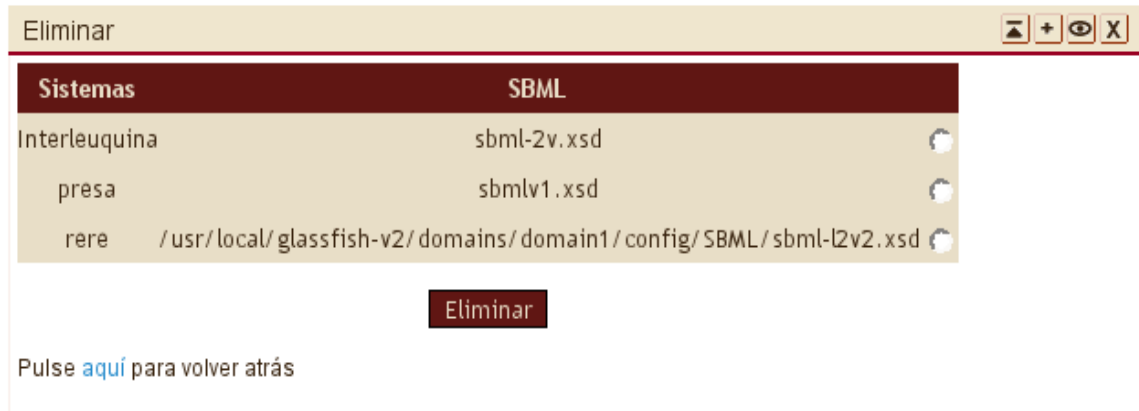 Eliminar
Sistemas SBML
Interleuquina sbml-2v.xsd
presa sbmlv1.xsd
rere /usr/local/glassfish-v2/domains/domain1/config/SBML/sbml-l2v2.xsd
Eliminar
Pulse aquí para volver atrás